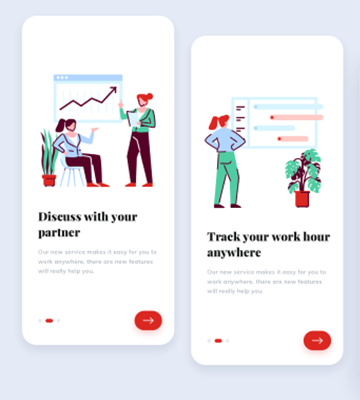 Discuss with your
partner
Our new service makes it easy for you to
work anywhere, there are new features
will really help you.
Track your work hour
anywhere
Our new service makes it easy for you to
work anywhere, there are new features
will really help you.